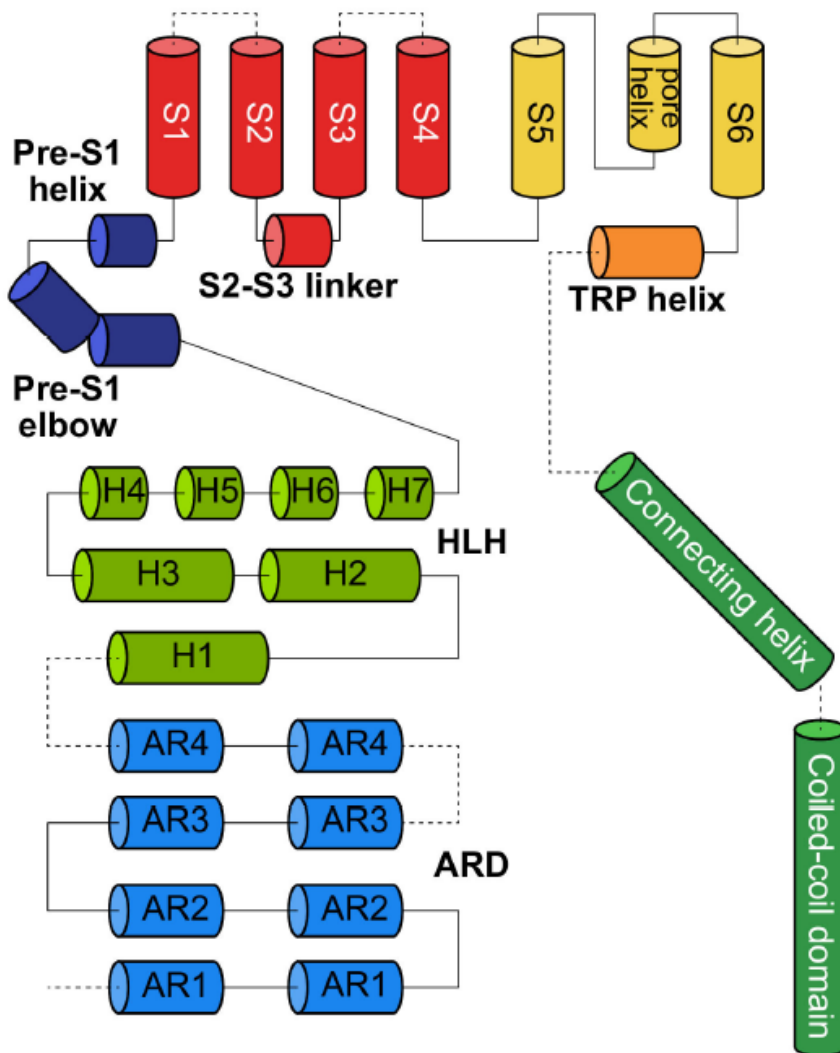 S1
S2
S3
S4
S5
pore
helix
S6
Pre-S1
helix
S2-S3 linker
TRP helix
Pre-S1
elbow
H4
H5
H6
H7
HLH
H3
H2
Connecting helix
H1
AR4
AR4
Coiled-coil domain
AR3
AR3
ARD
AR2
AR2
AR1
AR1